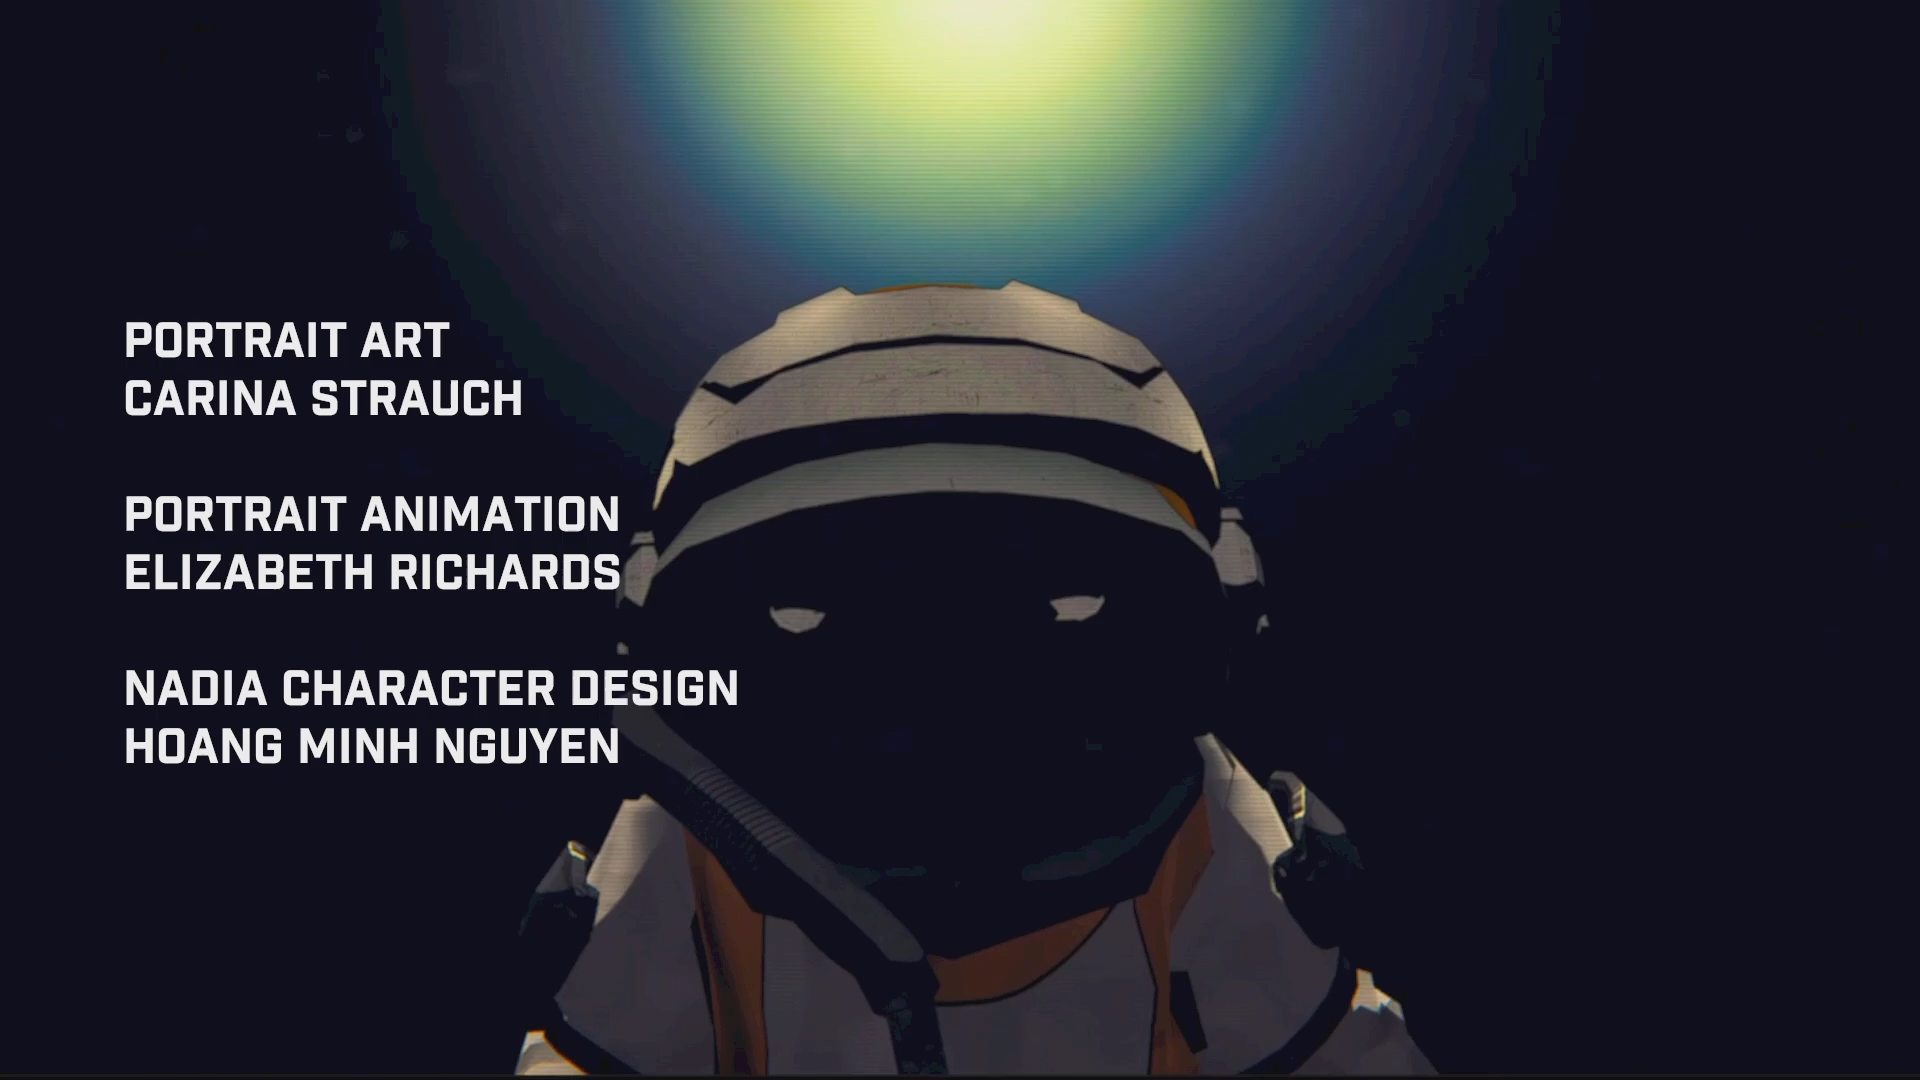 PORTRAIT ART
CARINA STRAUCH
PORTRAIT ANIMATION
ELIZABETH RICHARDS
NADIA CHARACTER DESIGN
HOANG MINH NGUYEN